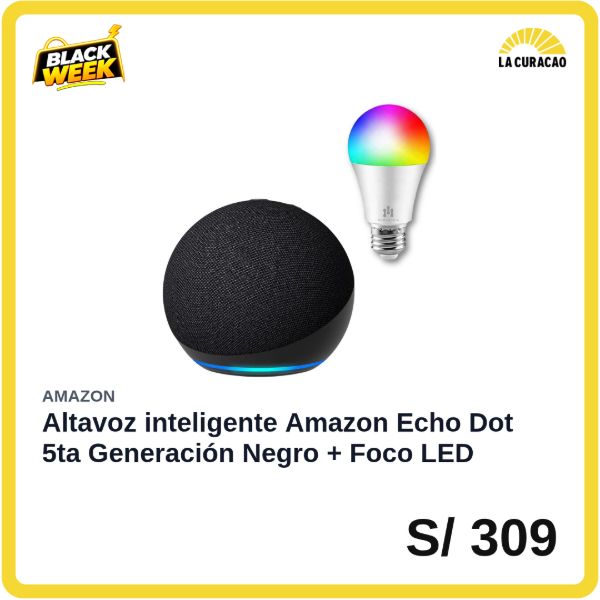 BLACK
WEEK
LA CURACAO
AMAZON
Altavoz inteligente Amazon Echo Dot
5ta Generación Negro + Foco LED
S/ 309